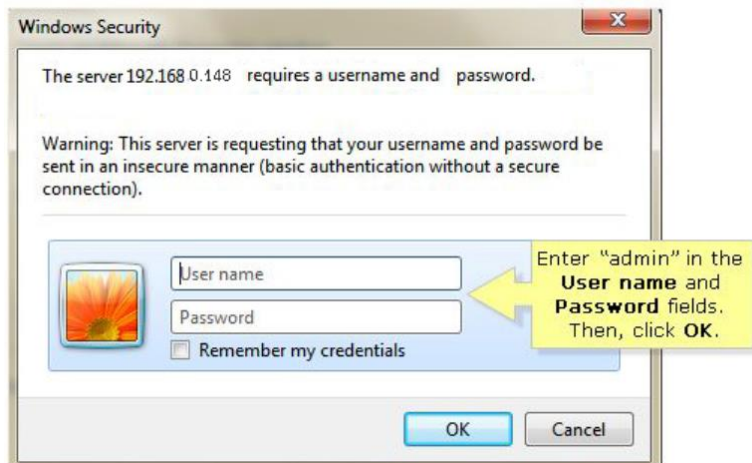 Windows Security
The server 192.168 0.148 requires a username and password.
Warning: This server is requesting that your username and password be
sent in an insecure manner (basic authentication without a secure
connection).
User name
Password
Remember my credentials
Enter "admin" in the
User name and
Password fields.
Then, click OK.
OK
Cancel